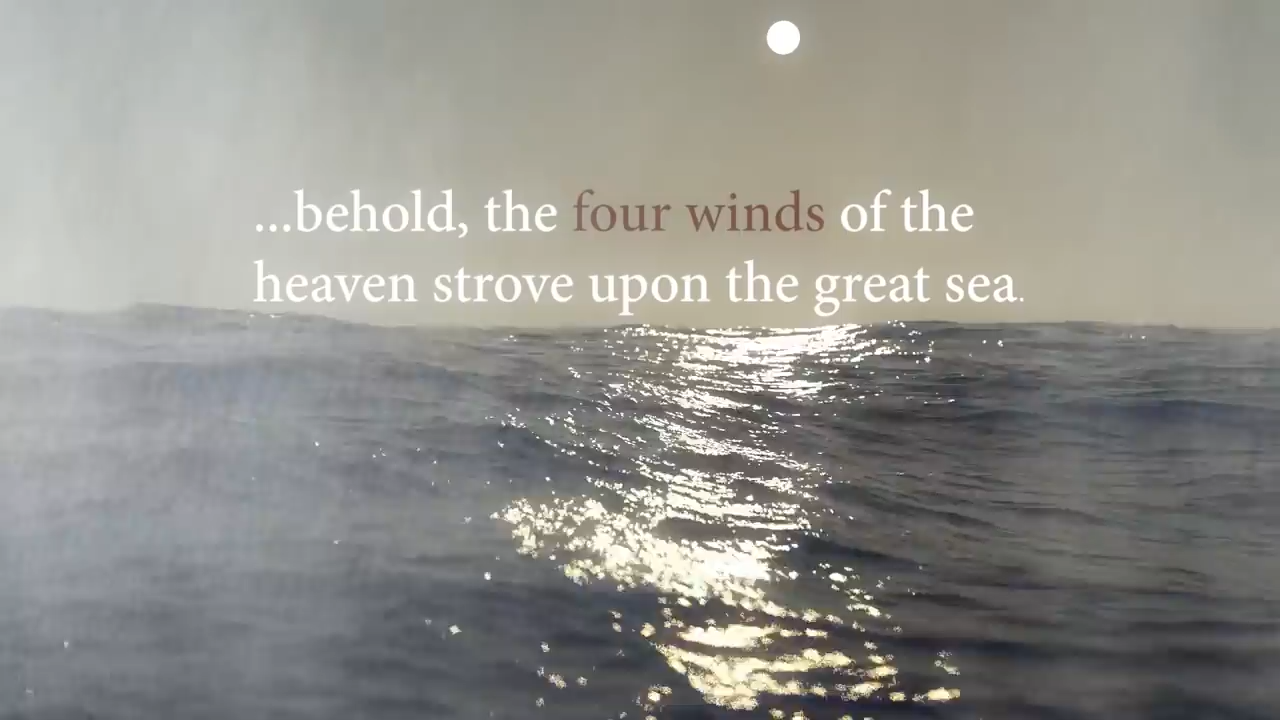 ...behold, the four winds of the
heaven strove upon the great sea.